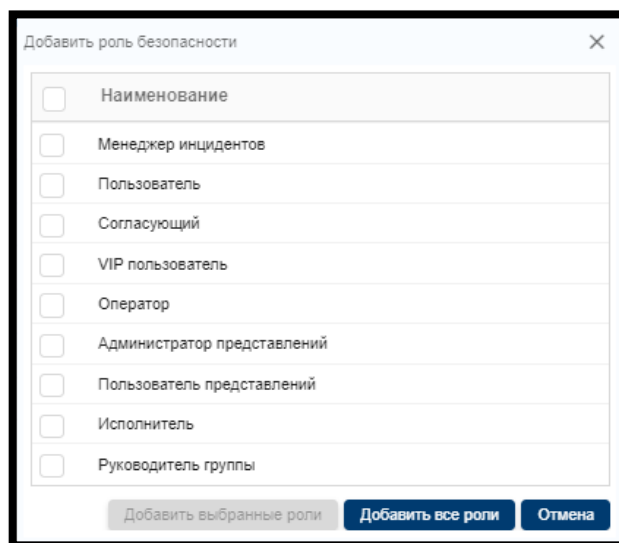 Добавить роль безопасности
Наименование
Менеджер инцидентов
Пользователь
Согласующий
VIP пользователь
Оператор
Администратор представлений
Пользователь представлений
Исполнитель
Руководитель группы
Добавить выбранные роли Добавить все роли Отмена